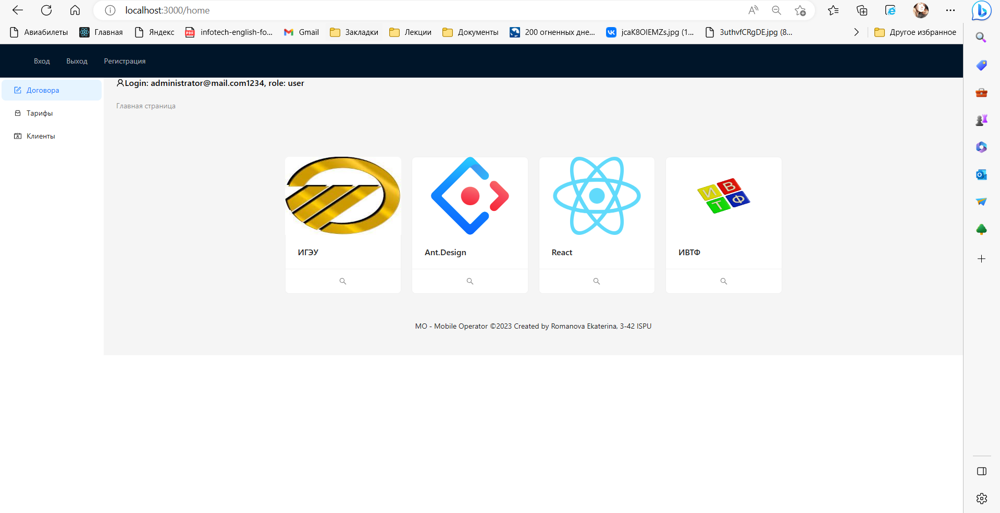 localhost:3000/home
Авиабилеты Главная Яндекс infotech-english-fo... Gmail Закладки Лекции Документы 200 огненных дне... jcaK8OIEMZs.jpg (1... 3uthvfCRgDE.jpg (8... Другое избранное
Вход Выход Регистрация
Login: administrator@mail.com1234, role: user
Договора
Главная страница
Тарифы
Клиенты
И В Т Ф
ИГЭУ Ant.Design React ИВТФ
MO - Mobile Operator ©2023 Created by Romanova Ekaterina, 3-42 ISPU